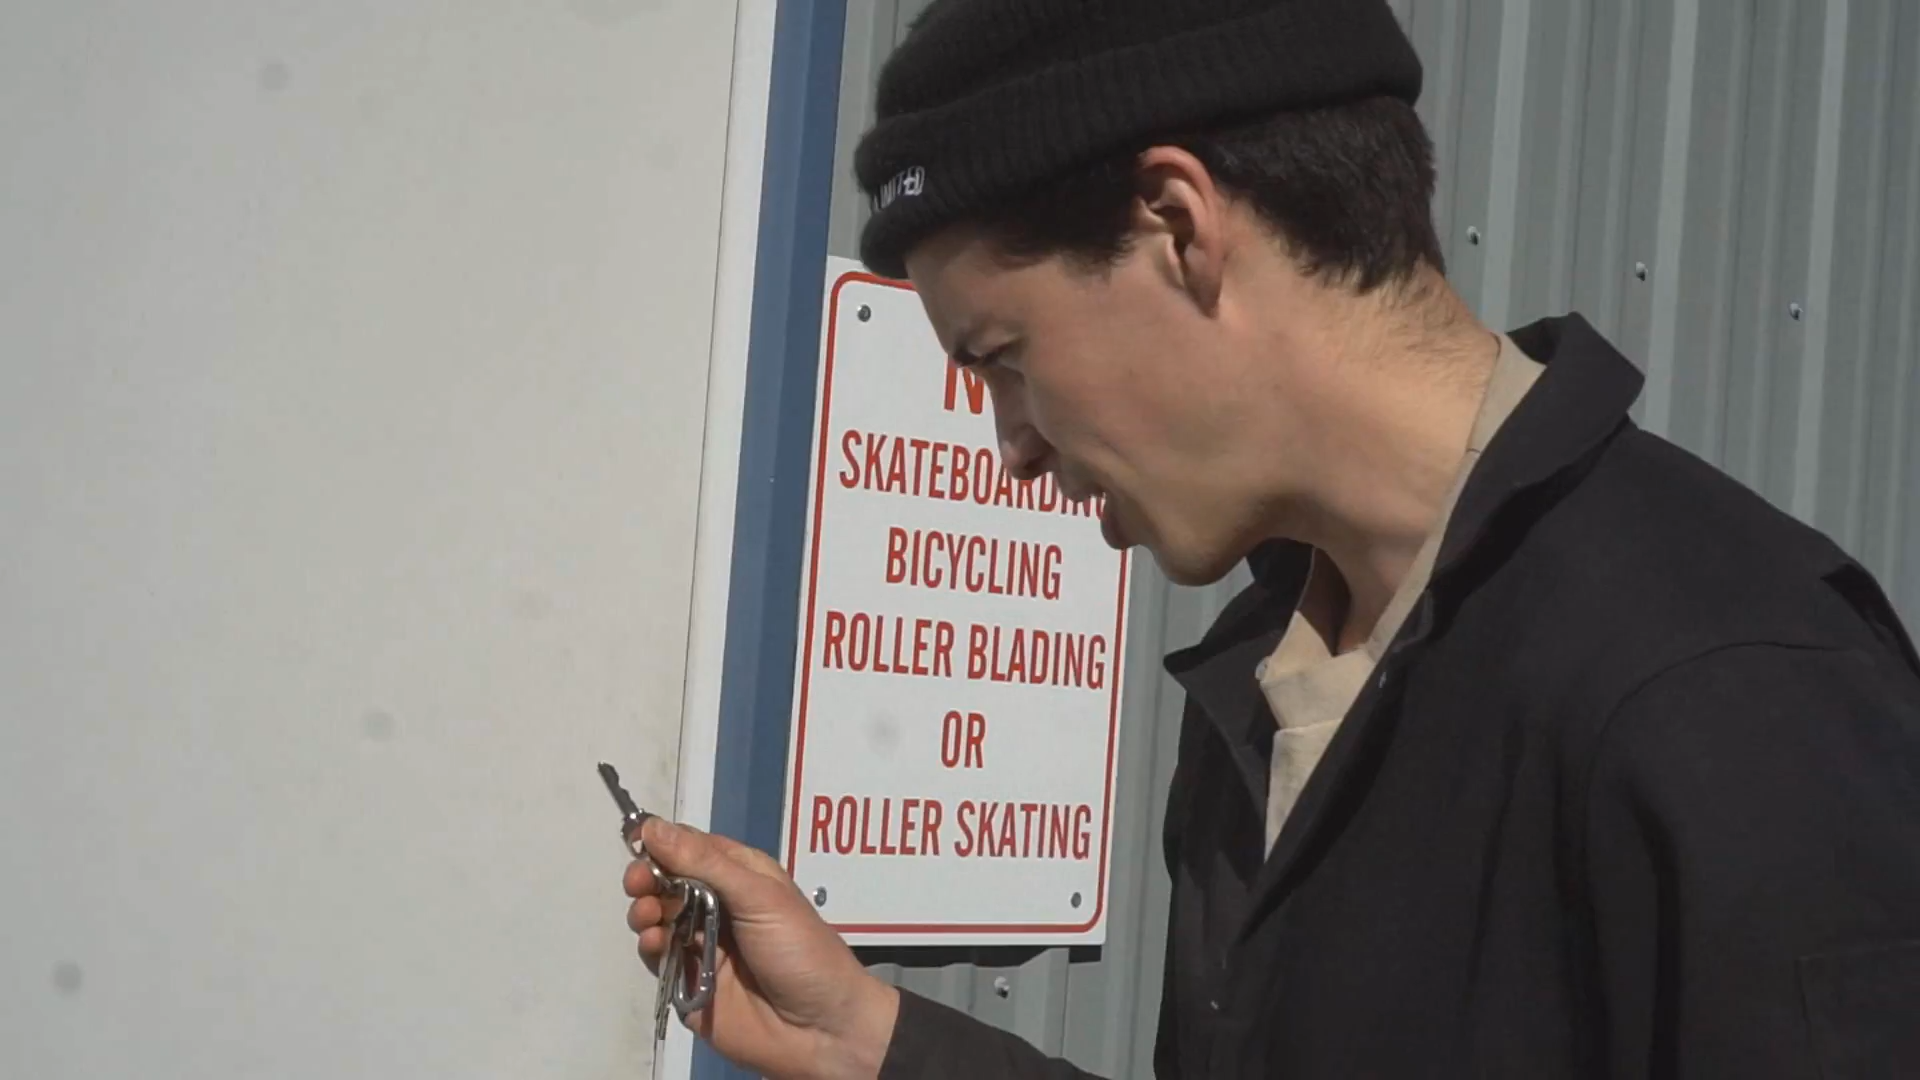 SKATEBOARDING
BICYCLING
ROLLER BLADING
OR
ROLLER SKATING